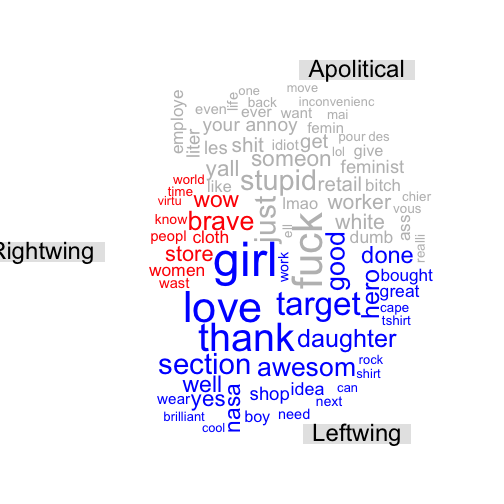 Apolitical
one
move
employe
life
back
inconvenienc
even
ever
want
mai
your
annoy
femin
liter
les
shit
idiot
get
pour
des
lol
give
yall
someon
feminist
world
time
like
stupid
retail
bitch
virtu
wow
lmao
worker
chier
vous
know
brave
just
fuck
white
ass
peopl
cloth
ell
good
dumb
realli
Rightwing
store
girl
work
done
women
wast
hero
bought
great
love
target
cape
tshirt
thank
daughter
section
awesom
rock
shirt
well
nasa
shop
idea
can
wear
yes
next
brilliant
boy
need
cool
Leftwing